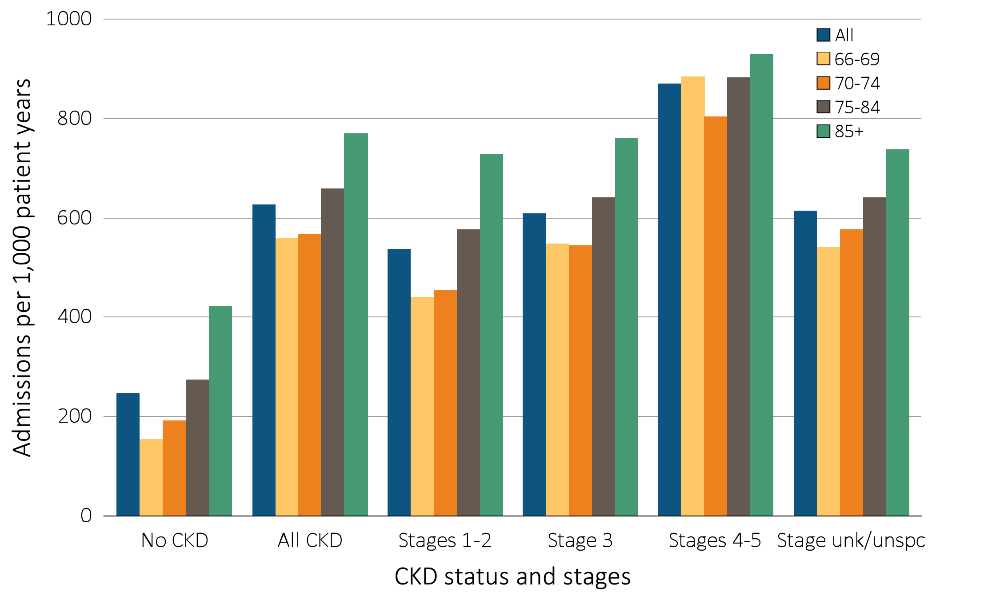 Admissions per 1,000 patient years
1000
800
600
400
200
0
All
66-69
70-74
75-84
85+
No CKD
All CKD
Stages 1-2
Stage 3
Stages 4-5
Stage unk/unspc
CKD status and stages